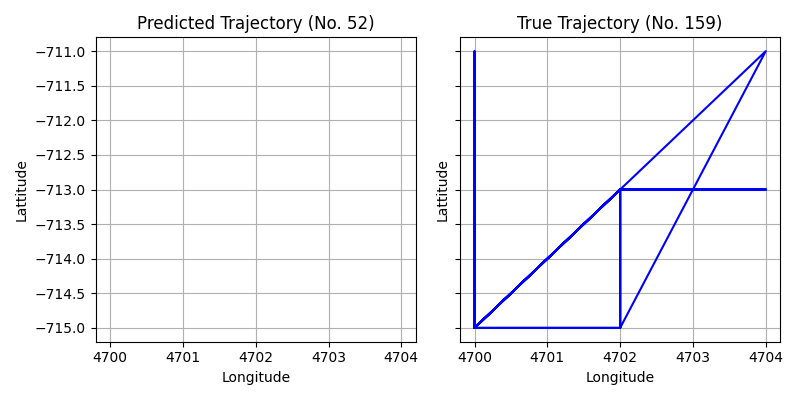 Predicted Trajectory (No. 52)
True Trajectory (No. 159)
−711.0
−711.5
−712.0
−712.5
−713.0
−713.5
−714.0
−714.5
−715.0
Lattitude
Lattitude
4700 4701 4702 4703 4704
4700 4701 4702 4703 4704
Longitude
Longitude